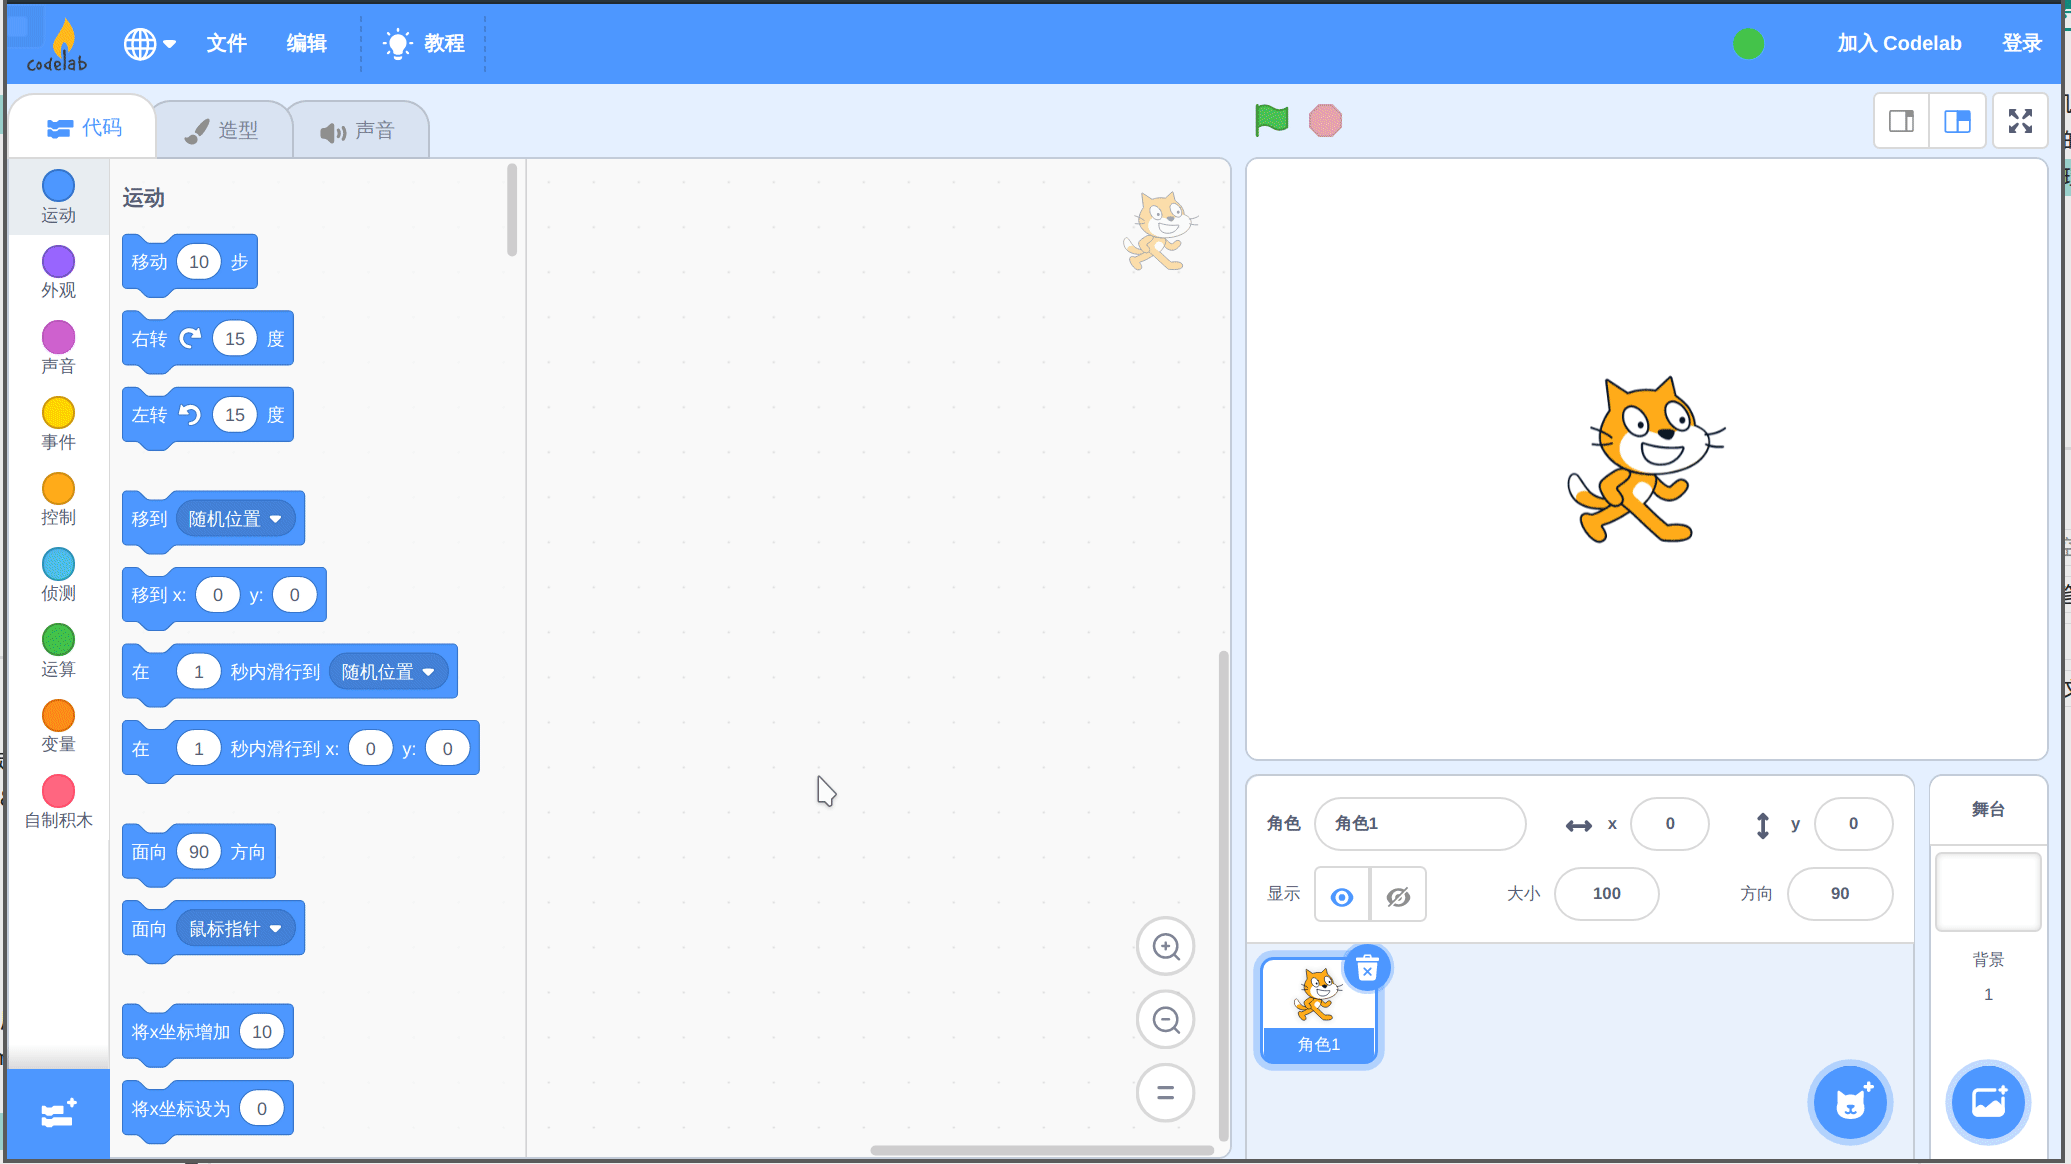 codelab
文件
编辑
教程
加入 Codelab
登录
代码
造型
声音
运动
外观
声音
事件
控制
侦测
运算
变量
自制积木
运动
移动 10 步
右转 15 度
左转 15 度
移到 随机位置
移到 x: 0 y: 0
在 1 秒内滑行到 随机位置
在 1 秒内滑行到 x: 0 y: 0
面向 90 方向
面向 鼠标指针
将x坐标增加 10
将x坐标设为 0
角色 角色1 x 0 y 0
显示 大小 100 方向 90
角色1
舞台
背景
1